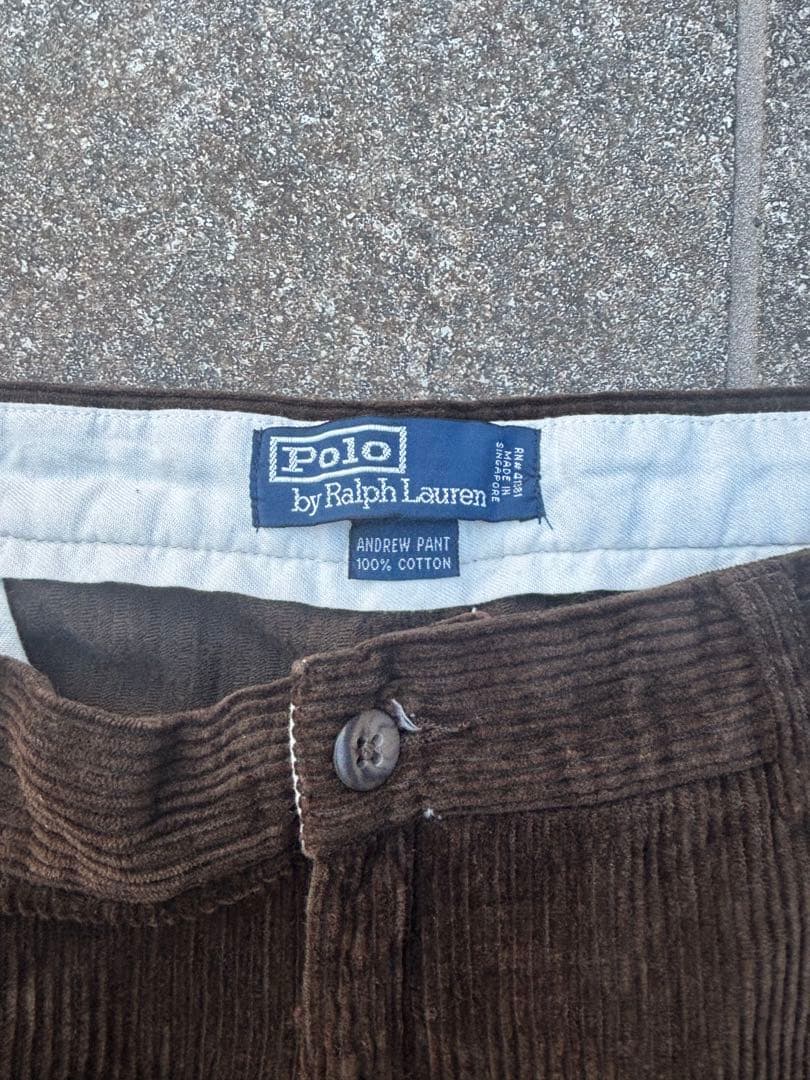 Polo
by Ralph Lauren
RN# 41381
MADE IN
SINGAPORE
ANDREW PANT
100% COTTON